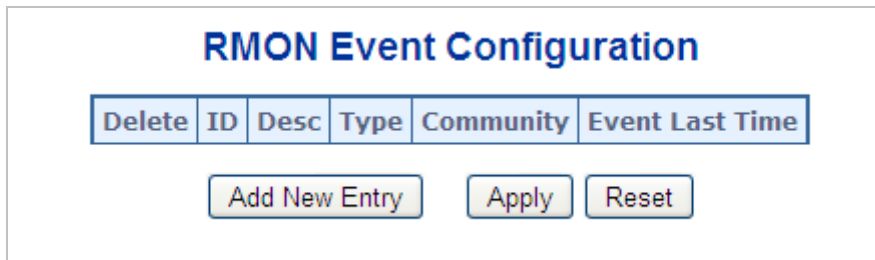 RMON Event Configuration
Delete ID Desc Type Community Event Last Time
Add New Entry Apply Reset